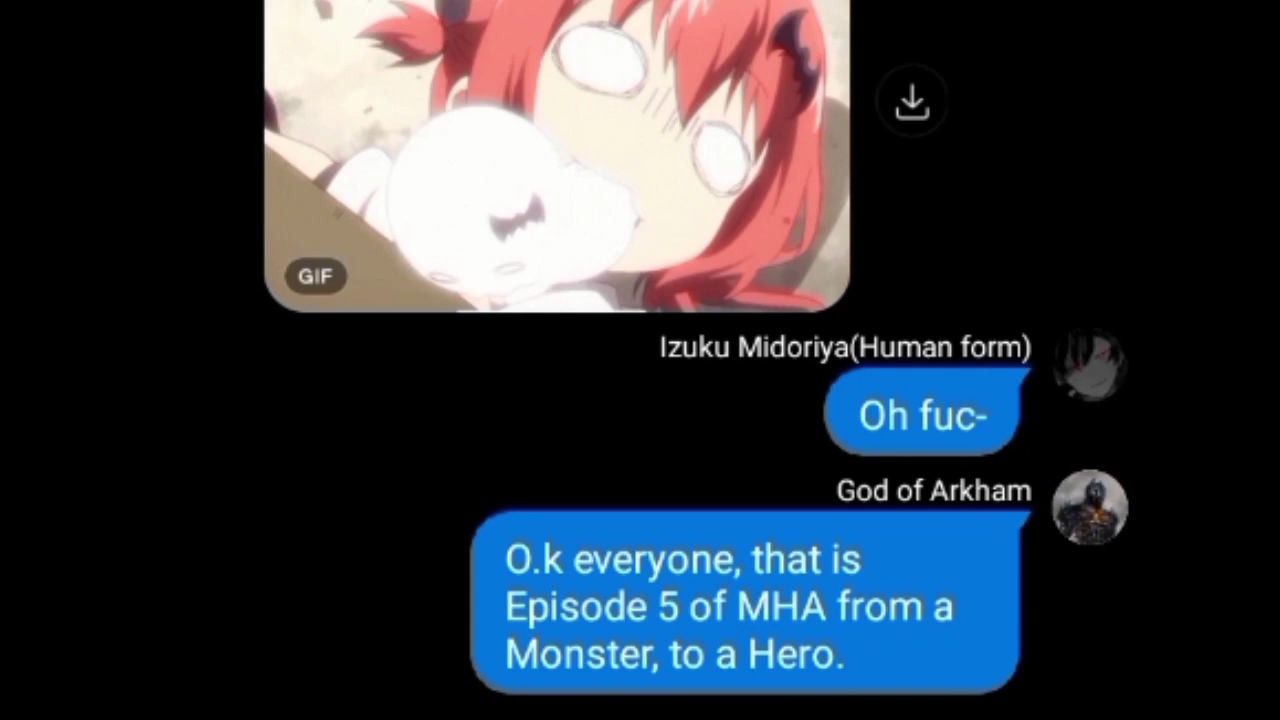 GIF
Izuku Midoriya(Human form)
Oh fuc-
God of Arkham
O.k everyone, that is
Episode 5 of MHA from a
Monster, to a Hero.